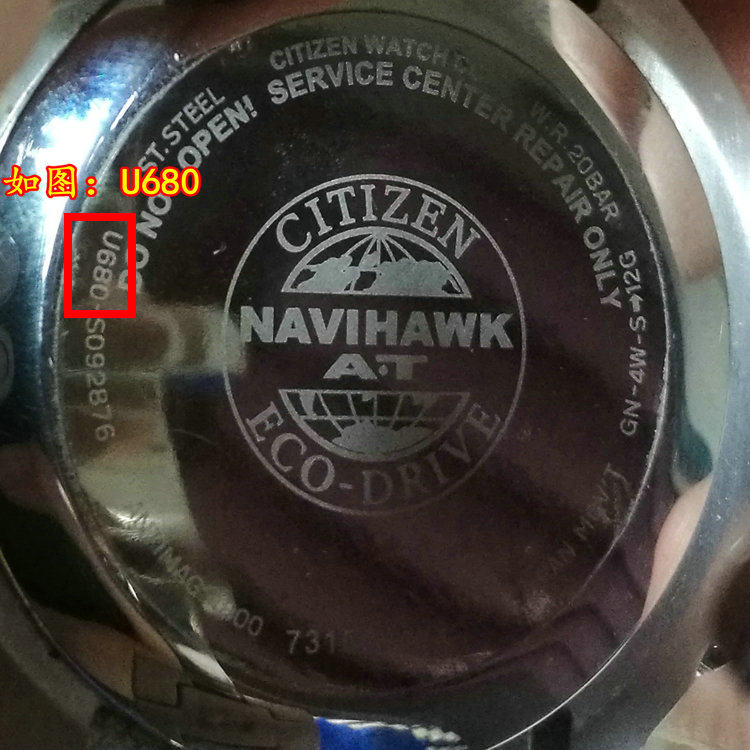 如图：U680
CITIZEN WATCH
ST. STEEL
W.R. 20BAR
DO NOT OPEN! SERVICE CENTER REPAIR ONLY
U680-S092876
GN-4W-S→12G
CITIZEN
NAVIHAWK
A·T
ECO-DRIVE